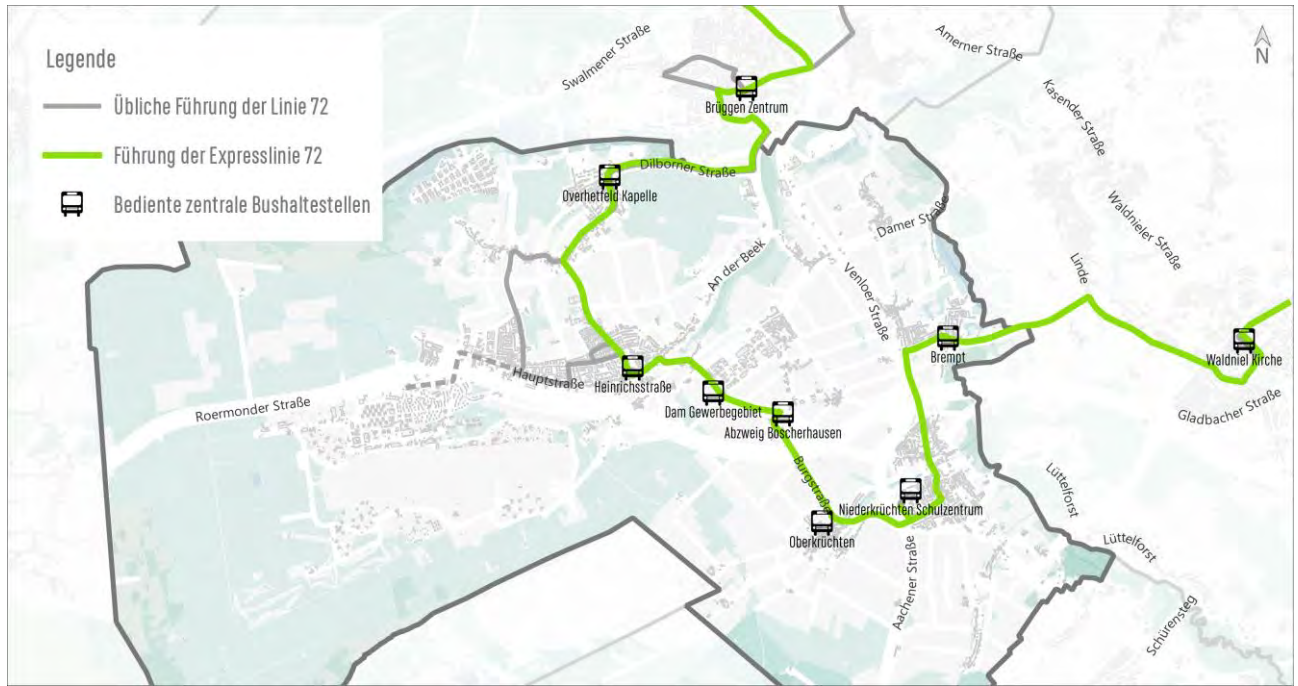 Legende
Übliche Führung der Linie 72
Führung der Expresslinie 72
Bediente zentrale Bushaltestellen
N
Swalmener Straße
Amerner Straße
Kasender Straße
Brüggen Zentrum
Dilborner Straße
Overhetfeld Kapelle
Waldnieler Straße
Damer Straße
An der Beek
Venloer Straße
Linde
Brempt
Waldniel Kirche
Hauptstraße
Heinrichsstraße
Dam Gewerbegebiet
Roermonder Straße
Gladbacher Straße
Abzweig Boscherhausen
Burgstraße
Niederkrüchten Schulzentrum
Oberkrüchten
Lüttelforst
Lüttelforst
Aachener Straße
Schürensteg